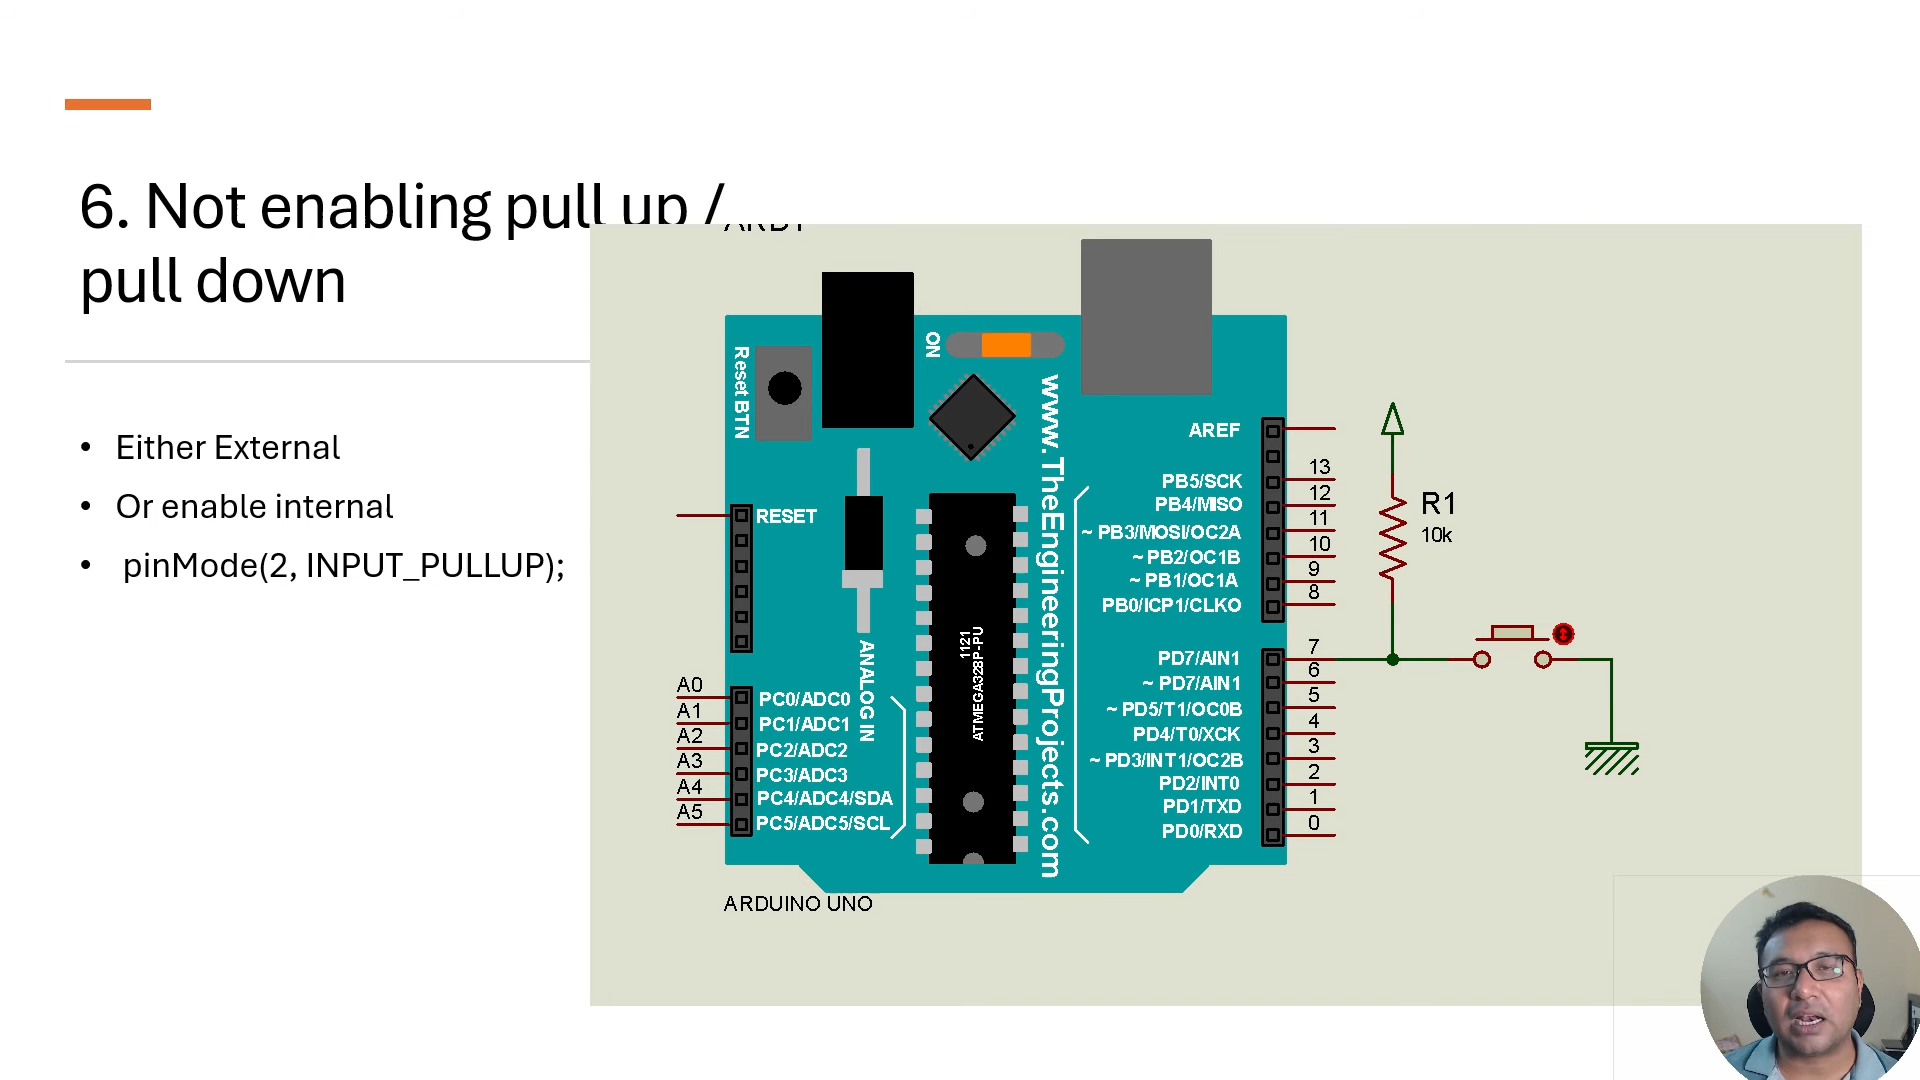 6. Not enabling pull up /
pull down
• Either External
• Or enable internal
• pinMode(2, INPUT_PULLUP);
ARD1
Reset BTN
ON
www.TheEngineeringProjects.com
RESET
ANALOG IN
1121
ATMEGA328P-PU
A0 PC0/ADC0
A1 PC1/ADC1
A2 PC2/ADC2
A3 PC3/ADC3
A4 PC4/ADC4/SDA
A5 PC5/ADC5/SCL
AREF
PB5/SCK 13
PB4/MISO 12
~ PB3/MOSI/OC2A 11
~ PB2/OC1B 10
~ PB1/OC1A 9
PB0/ICP1/CLKO 8
PD7/AIN1 7
~ PD7/AIN1 6
~ PD5/T1/OC0B 5
PD4/T0/XCK 4
~ PD3/INT1/OC2B 3
PD2/INT0 2
PD1/TXD 1
PD0/RXD 0
R1
10k
ARDUINO UNO